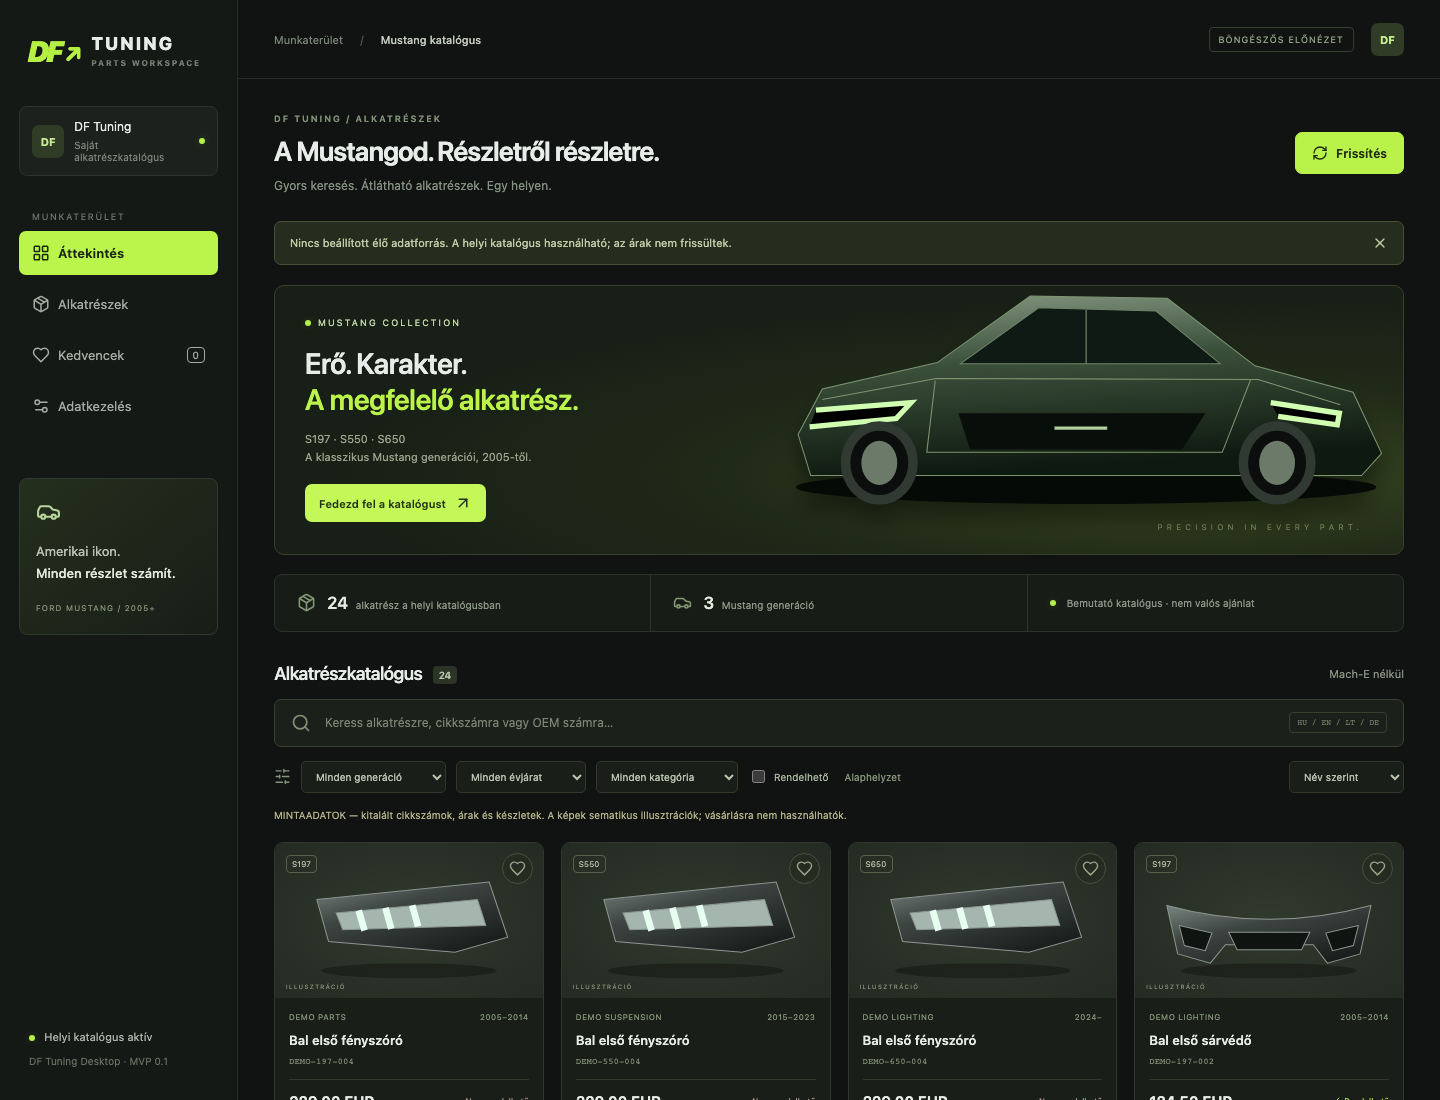 DF TUNING
PARTS WORKSPACE
DF
DF Tuning
Saját
alkatrészkatalógus
MUNKATERÜLET
Áttekintés
Alkatrészek
Kedvencek 0
Adatkezelés
Amerikai ikon.
Minden részlet számít.
FORD MUSTANG / 2005+
Helyi katalógus aktív
DF Tuning Desktop · MVP 0.1
Munkaterület / Mustang katalógus
BÖNGÉSZŐS ELŐNÉZET
DF
DF TUNING / ALKATRÉSZEK
A Mustangod. Részletről részletre.
Gyors keresés. Átlátható alkatrészek. Egy helyen.
Frissítés
Nincs beállított élő adatforrás. A helyi katalógus használható; az árak nem frissültek.
MUSTANG COLLECTION
Erő. Karakter.
A megfelelő alkatrész.
S197 · S550 · S650
A klasszikus Mustang generációi, 2005-től.
Fedezd fel a katalógust
PRECISION IN EVERY PART.
24 alkatrész a helyi katalógusban
3 Mustang generáció
Bemutató katalógus · nem valós ajánlat
Alkatrészkatalógus 24
Mach-E nélkül
Keress alkatrészre, cikkszámra vagy OEM számra...
HU / EN / LT / DE
Minden generáció Minden évjárat Minden kategória Rendelhető Alaphelyzet Név szerint
MINTAADATOK — kitalált cikkszámok, árak és készletek. A képek sematikus illusztrációk; vásárlásra nem használhatók.
S197
ILLUSZTRÁCIÓ
DEMO PARTS 2005–2014
Bal első fényszóró
DEMO-197-004
S550
ILLUSZTRÁCIÓ
DEMO SUSPENSION 2015–2023
Bal első fényszóró
DEMO-550-004
S650
ILLUSZTRÁCIÓ
DEMO LIGHTING 2024–
Bal első fényszóró
DEMO-650-004
S197
ILLUSZTRÁCIÓ
DEMO LIGHTING 2005–2014
Bal első sárvédő
DEMO-197-002